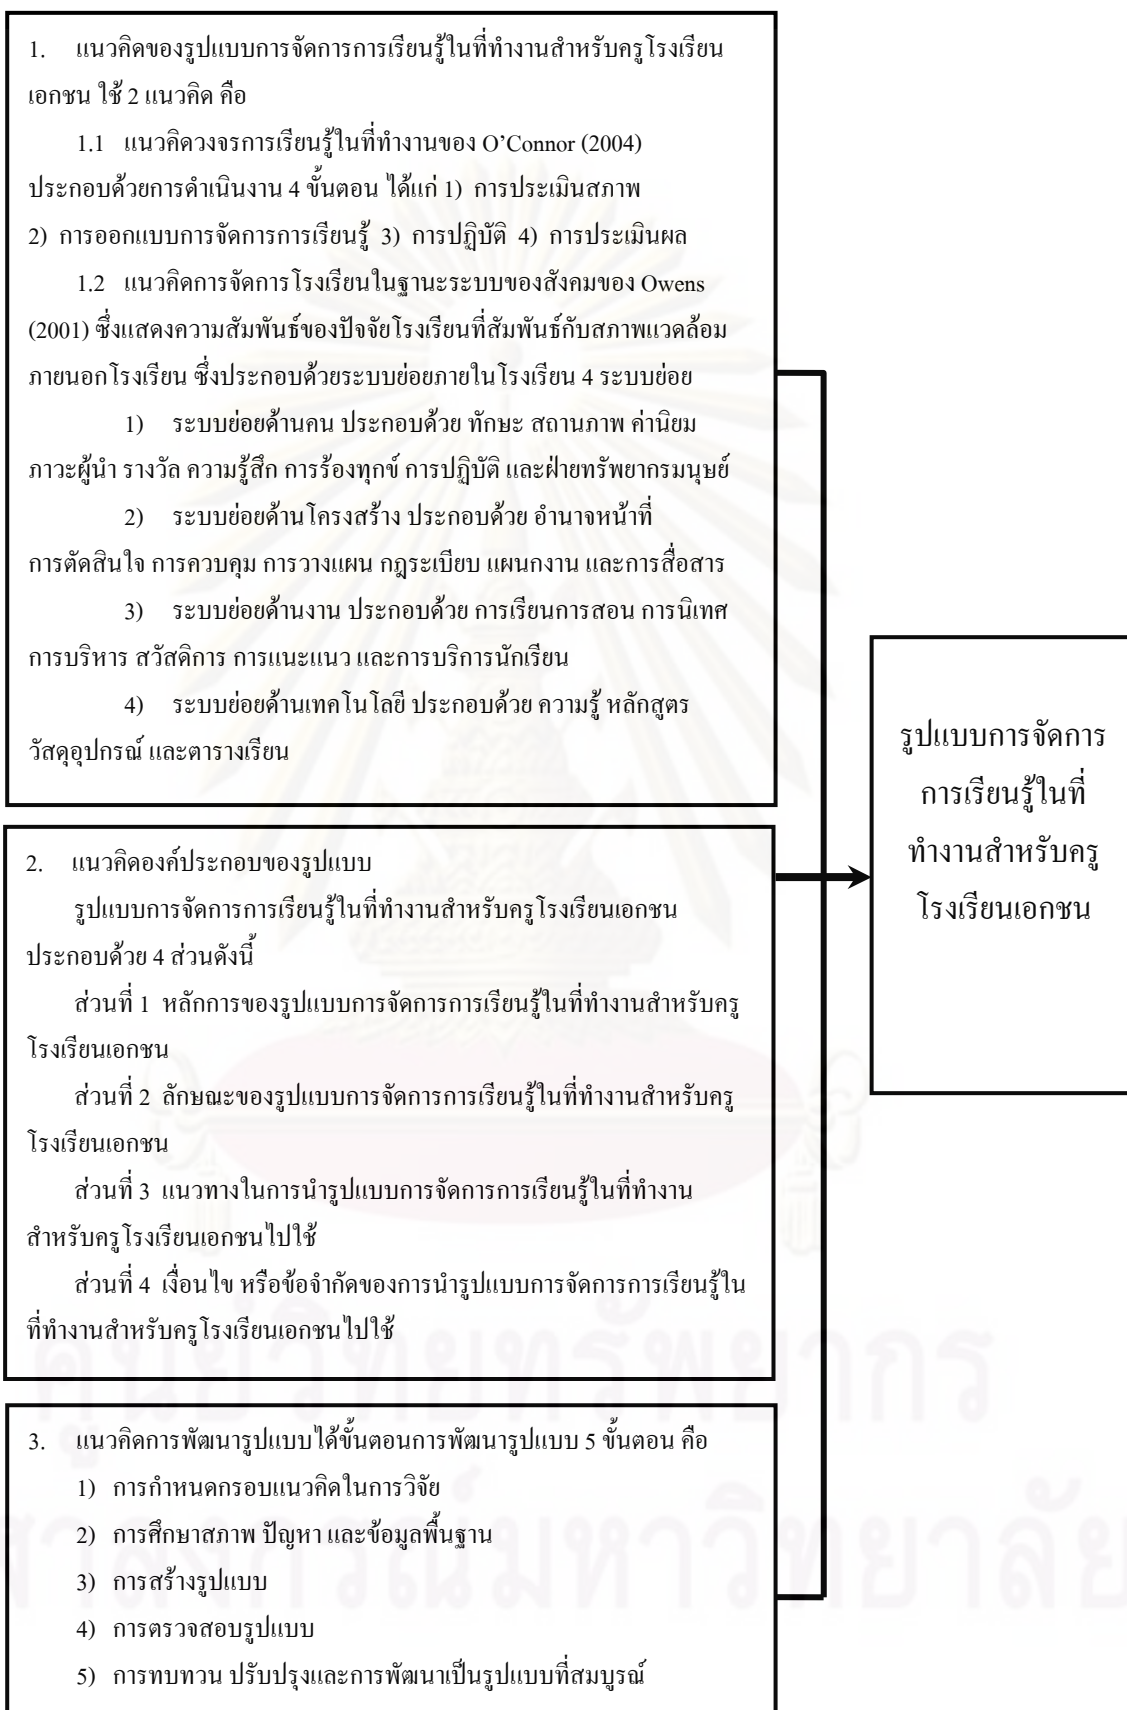 1. แนวคิดของรูปแบบการจัดการการเรียนรู้ในที่ทำงานสำหรับครูโรงเรียน
เอกชน ใช้ 2 แนวคิด คือ
1.1 แนวคิดวงจรการเรียนรู้ในที่ทำงานของ O’Connor (2004)
ประกอบด้วยการดำเนินงาน 4 ขั้นตอน ได้แก่ 1) การประเมินสภาพ
2) การออกแบบการจัดการการเรียนรู้ 3) การปฏิบัติ 4) การประเมินผล
1.2 แนวคิดการจัดการโรงเรียนในฐานะระบบของสังคมของ Owens
(2001) ซึ่งแสดงความสัมพันธ์ของปัจจัยโรงเรียนที่สัมพันธ์กับสภาพแวดล้อม
ภายนอกโรงเรียน ซึ่งประกอบด้วยระบบย่อยภายในโรงเรียน 4 ระบบย่อย
1) ระบบย่อยด้านคน ประกอบด้วย ทักษะ สถานภาพ ค่านิยม
ภาวะผู้นำ รางวัล ความรู้สึก การร้องทุกข์ การปฏิบัติ และฝ่ายทรัพยากรมนุษย์
2) ระบบย่อยด้านโครงสร้าง ประกอบด้วย อำนาจหน้าที่
การตัดสินใจ การควบคุม การวางแผน กฎระเบียบ แผนกงาน และการสื่อสาร
3) ระบบย่อยด้านงาน ประกอบด้วย การเรียนการสอน การนิเทศ
การบริหาร สวัสดิการ การแนะแนว และการบริการนักเรียน
4) ระบบย่อยด้านเทคโนโลยี ประกอบด้วย ความรู้ หลักสูตร
วัสดุอุปกรณ์ และตารางเรียน
2. แนวคิดองค์ประกอบของรูปแบบ
รูปแบบการจัดการการเรียนรู้ในที่ทำงานสำหรับครูโรงเรียนเอกชน
ประกอบด้วย 4 ส่วนดังนี้
ส่วนที่ 1 หลักการของรูปแบบการจัดการการเรียนรู้ในที่ทำงานสำหรับครู
โรงเรียนเอกชน
ส่วนที่ 2 ลักษณะของรูปแบบการจัดการการเรียนรู้ในที่ทำงานสำหรับครู
โรงเรียนเอกชน
ส่วนที่ 3 แนวทางในการนำรูปแบบการจัดการการเรียนรู้ในที่ทำงาน
สำหรับครูโรงเรียนเอกชนไปใช้
ส่วนที่ 4 เงื่อนไข หรือข้อจำกัดของการนำรูปแบบการจัดการการเรียนรู้ใน
ที่ทำงานสำหรับครูโรงเรียนเอกชนไปใช้
3. แนวคิดการพัฒนารูปแบบได้ขั้นตอนการพัฒนารูปแบบ 5 ขั้นตอน คือ
1) การกำหนดกรอบแนวคิดในการวิจัย
2) การศึกษาสภาพ ปัญหา และข้อมูลพื้นฐาน
3) การสร้างรูปแบบ
4) การตรวจสอบรูปแบบ
5) การทบทวน ปรับปรุงและการพัฒนาเป็นรูปแบบที่สมบูรณ์
รูปแบบการจัดการ
การเรียนรู้ในที่
ทำงานสำหรับครู
โรงเรียนเอกชน
ศูนย์วิทยทรัพยากร
าลงกรณ์มหาวิทยาลัย